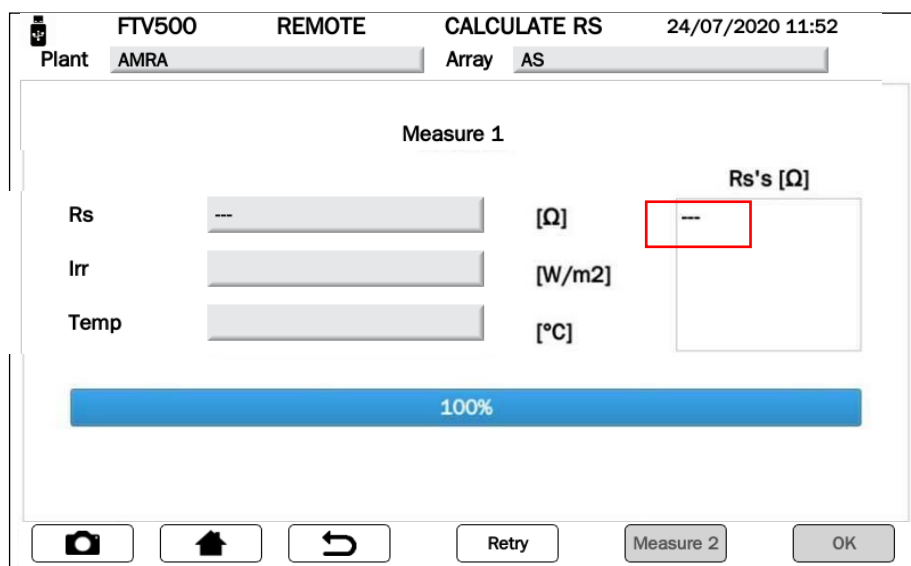 FTV500 REMOTE CALCULATE RS 24/07/2020 11:52
Plant AMRA Array AS
Measure 1
Rs's [Ω]
Rs --- [Ω] ---
Irr [W/m2]
Temp [°C]
100%
Retry Measure 2 OK